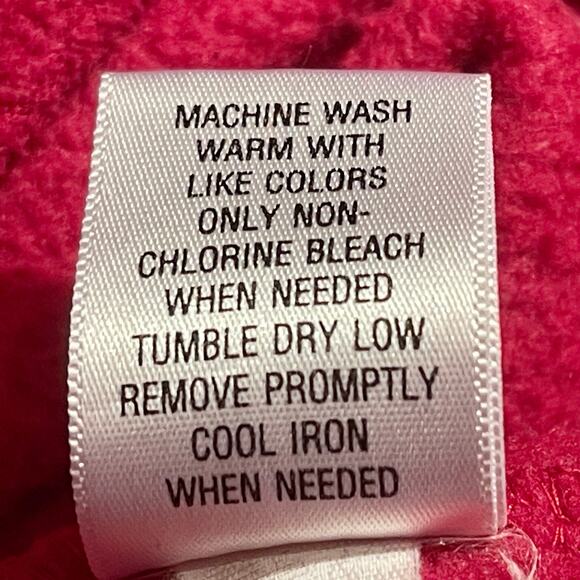 MACHINE WASH
WARM WITH
LIKE COLORS
ONLY NON-
CHLORINE BLEACH
WHEN NEEDED
TUMBLE DRY LOW
REMOVE PROMPTLY
COOL IRON
WHEN NEEDED